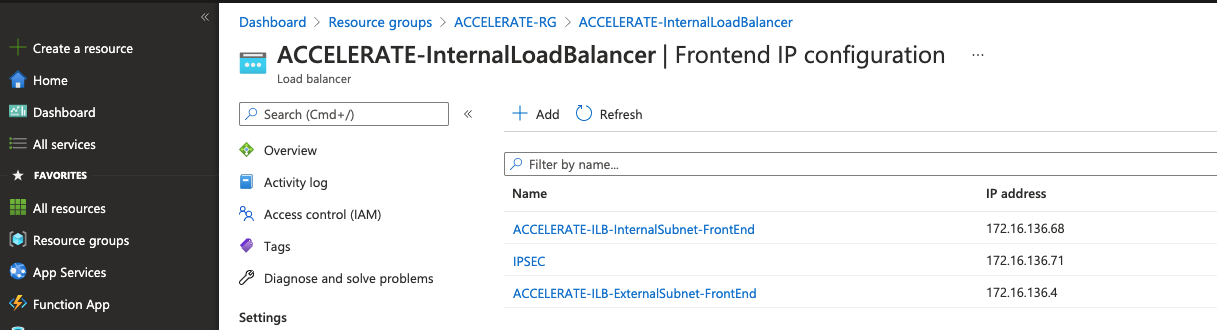 Dashboard > Resource groups > ACCELERATE-RG > ACCELERATE-InternalLoadBalancer
ACCELERATE-InternalLoadBalancer | Frontend IP configuration ...
Load balancer
«
Create a resource
Home
Dashboard
All services
FAVORITES
All resources
Resource groups
App Services
Function App
Search (Cmd+/)
«
Overview
Activity log
Access control (IAM)
Tags
Diagnose and solve problems
Settings
+ Add Refresh
Filter by name...
Name IP address
ACCELERATE-ILB-InternalSubnet-FrontEnd 172.16.136.68
IPSEC 172.16.136.71
ACCELERATE-ILB-ExternalSubnet-FrontEnd 172.16.136.4